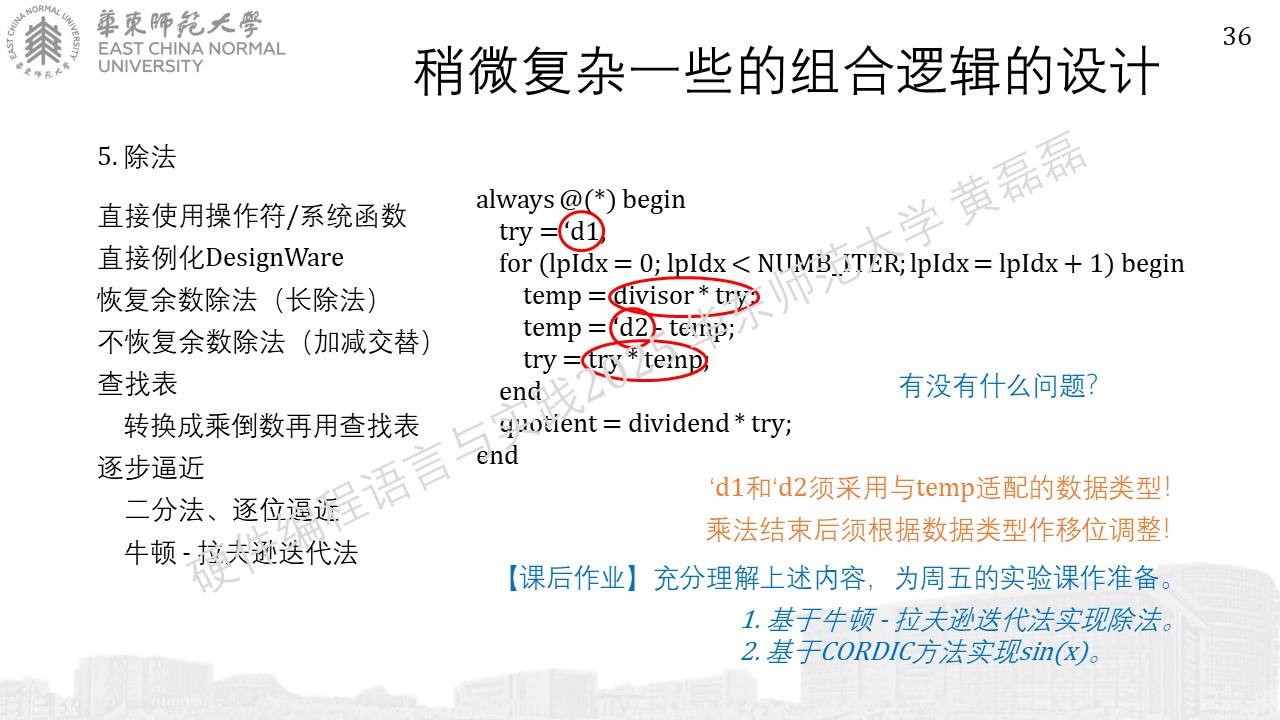 華東師範大學
EAST CHINA NORMAL
UNIVERSITY
EAST CHINA NORMAL UNIVERSITY
華東師範大學
36
稍微复杂一些的组合逻辑的设计
5. 除法
直接使用操作符/系统函数
直接例化DesignWare
恢复余数除法（长除法）
不恢复余数除法（加减交替）
查找表
转换成乘倒数再用查找表
逐步逼近
二分法、逐位逼近
牛顿 - 拉夫逊迭代法
always @(*) begin
try = ‘d1;
for (lpIdx = 0; lpIdx < NUMB_ITER; lpIdx = lpIdx + 1) begin
temp = divisor * try;
temp = ‘d2 - temp;
try = try * temp;
end
quotient = dividend * try;
end
有没有什么问题？
‘d1和‘d2须采用与temp适配的数据类型！
乘法结束后须根据数据类型作移位调整！
【课后作业】充分理解上述内容，为周五的实验课作准备。
1. 基于牛顿 - 拉夫逊迭代法实现除法。
2. 基于CORDIC方法实现sin(x)。
硬件编程语言与实践2025 华东师范大学 黄磊磊